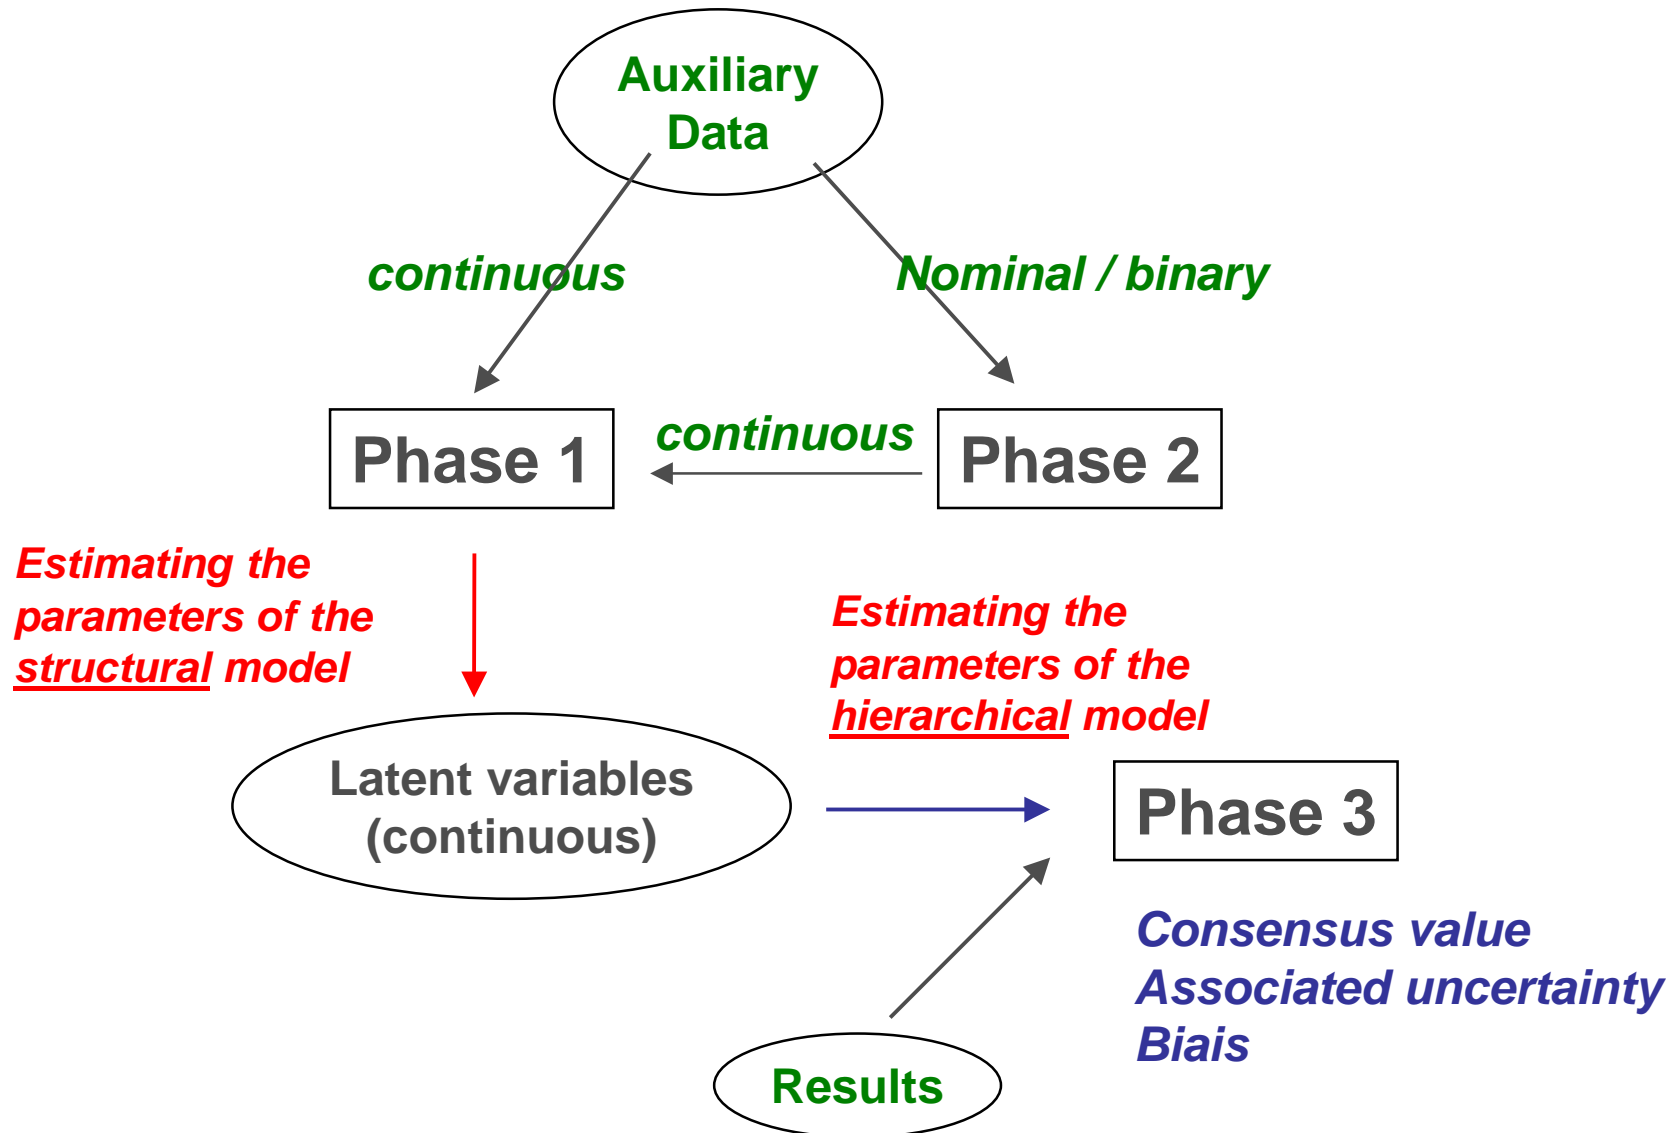 Auxiliary
Data
continuous
Nominal / binary
Phase 1
continuous
Phase 2
Estimating the
parameters of the
structural model
Estimating the
parameters of the
hierarchical model
Latent variables
(continuous)
Phase 3
Consensus value
Associated uncertainty
Biais
Results